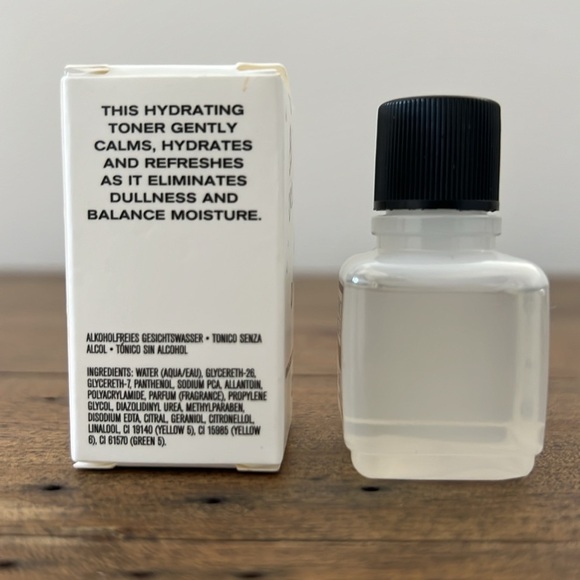 THIS HYDRATING
TONER GENTLY
CALMS, HYDRATES
AND REFRESHES
AS IT ELIMINATES
DULLNESS AND
BALANCE MOISTURE.
ALKOHOLFREIES GESICHTSWASSER • TONICO SENZA
ALCOL • TÓNICO SIN ALCOHOL
INGREDIENTS: WATER (AQUA/EAU), GLYCERETH-26,
GLYCERETH-7, PANTHENOL, SODIUM PCA, ALLANTOIN,
POLYACRYLAMIDE, PARFUM (FRAGRANCE), PROPYLENE
GLYCOL, DIAZOLIDINYL UREA, METHYLPARABEN,
DISODIUM EDTA, CITRAL, GERANIOL, CITRONELLOL,
LINALOOL, CI 19140 (YELLOW 5), CI 15985 (YELLOW
6), CI 61570 (GREEN 5).